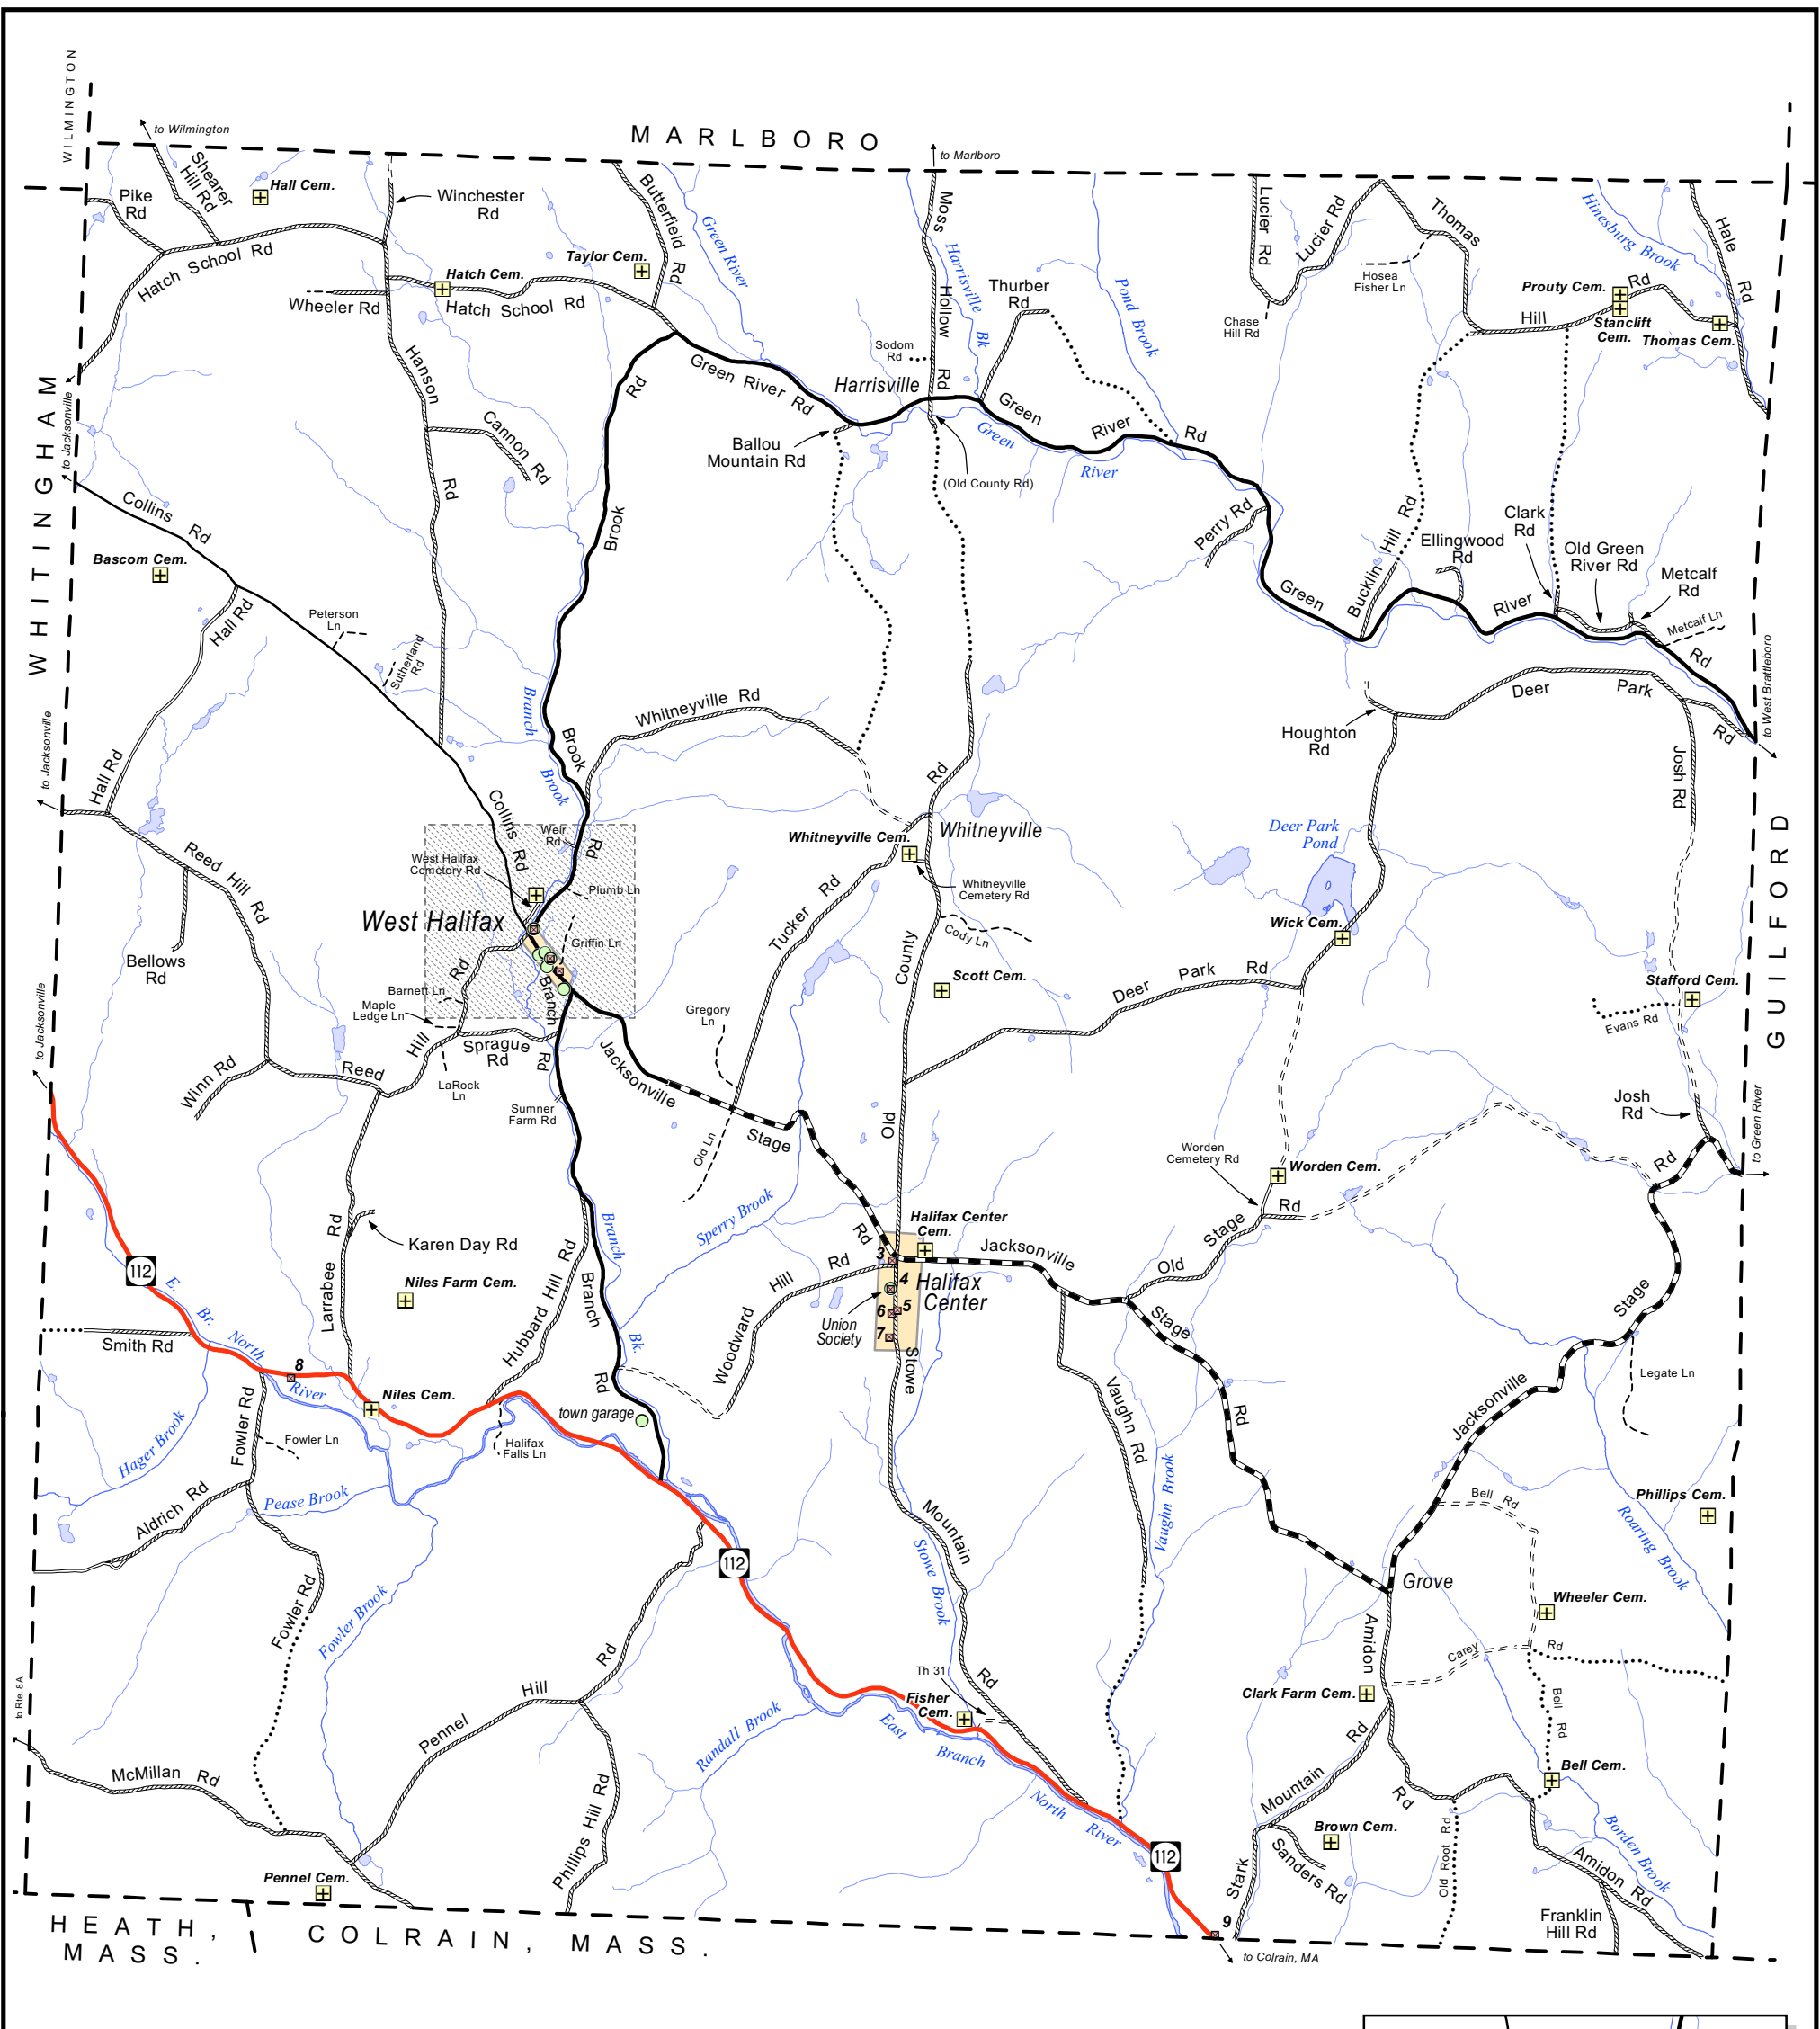 WILMINGTON
to Wilmington
MARLBORO
to Marlboro
Pike
Rd
Shearer
Hill Rd
Hall Cem.
Winchester
Rd
Butterfield Rd
Green River
Moss
Hollow
Rd
Harrisville
Bk
Lucier Rd
Lucier Rd
Thomas
Hinesburg Brook
Hale
Rd
Hatch School Rd
Hatch Cem.
Taylor Cem.
Wheeler Rd
Hatch School Rd
Thurber
Rd
Pond Brook
Hosea
Fisher Ln
Chase
Hill Rd
Prouty Cem.
Rd
Hill
Stanclift
Cem.
Thomas Cem.
Sodom
Rd
Hanson
Rd
Cannon Rd
Rd
Green River Rd
Harrisville
Green
River
Rd
Green
River
Ballou
Mountain Rd
(Old County Rd)
WHITINGHAM
to Jacksonville
Collins
Rd
Brook
Bascom Cem.
Perry Rd
Bucklin
Hill Rd
Ellingwood
Rd
Clark
Rd
Old Green
River Rd
Metcalf
Rd
Metcalf Ln
Green
River
Rd
to West Brattleboro
Hall Rd
Peterson
Ln
Sutherland
Rd
Branch
Brook
Whitneyville Rd
Brook
Deer
Park
Rd
Houghton
Rd
Josh Rd
to Jacksonville
Hall Rd
Collins Rd
Weir
Rd
Rd
Rd
Whitneyville Cem.
Whitneyville
Deer Park
Pond
GUILFORD
Reed Hill Rd
West Halifax
Cemetery Rd
Plumb Ln
Whitneyville
Cemetery Rd
Tucker Rd
West Halifax
Griffin Ln
Cody Ln
Wick Cem.
Bellows
Rd
Rd
Barnett Ln
Maple
Ledge Ln
Branch
Rd
County
Scott Cem.
Deer
Park
Rd
Stafford Cem.
Evans Rd
to Jacksonville
Gregory
Ln
Hill
Sprague
Rd
Winn Rd
Reed
LaRock
Ln
Sumner
Farm Rd
Jacksonville
Stage
Rd
Old
Old Ln
Josh
Rd
to Green River
Worden
Cemetery Rd
Worden Cem.
Rd
Larrabee Rd
Karen Day Rd
Branch
Bk.
Sperry Brook
Halifax Center
Cem.
3
4
5
6
7
Jacksonville
Old
Stage
Rd
112
E.
Br.
North
River
Niles Farm Cem.
Hubbard Hill Rd
Branch
Rd
Woodward
Hill
Rd
Halifax
Center
Union
Society
Stage
Rd
Stage
Smith Rd
8
Niles Cem.
town garage
Stowe
Vaughn Rd
Legate Ln
Jacksonville
Hager Brook
Fowler Rd
Fowler Ln
Halifax
Falls Ln
Pease Brook
Aldrich Rd
Mountain
Rd
Vaughn Brook
Bell Rd
Phillips Cem.
Roaring Brook
112
Stowe Brook
Grove
Fowler Rd
Fowler Brook
Wheeler Cem.
Amidon
Rd
Carey
Rd
to Rte. 8A
Hill
Rd
Th 31
Fisher
Cem.
Clark Farm Cem.
Bell Rd
Pennel
Randall Brook
East
Branch
North
River
McMillan Rd
Phillips Hill Rd
Stark
Mountain
Rd
Bell Cem.
Borden Brook
Brown Cem.
Sanders Rd
Old Root Rd
Amidon Rd
112
Pennel Cem.
9
Franklin
Hill Rd
HEATH,
MASS.
COLRAIN, MASS.
to Colrain, MA